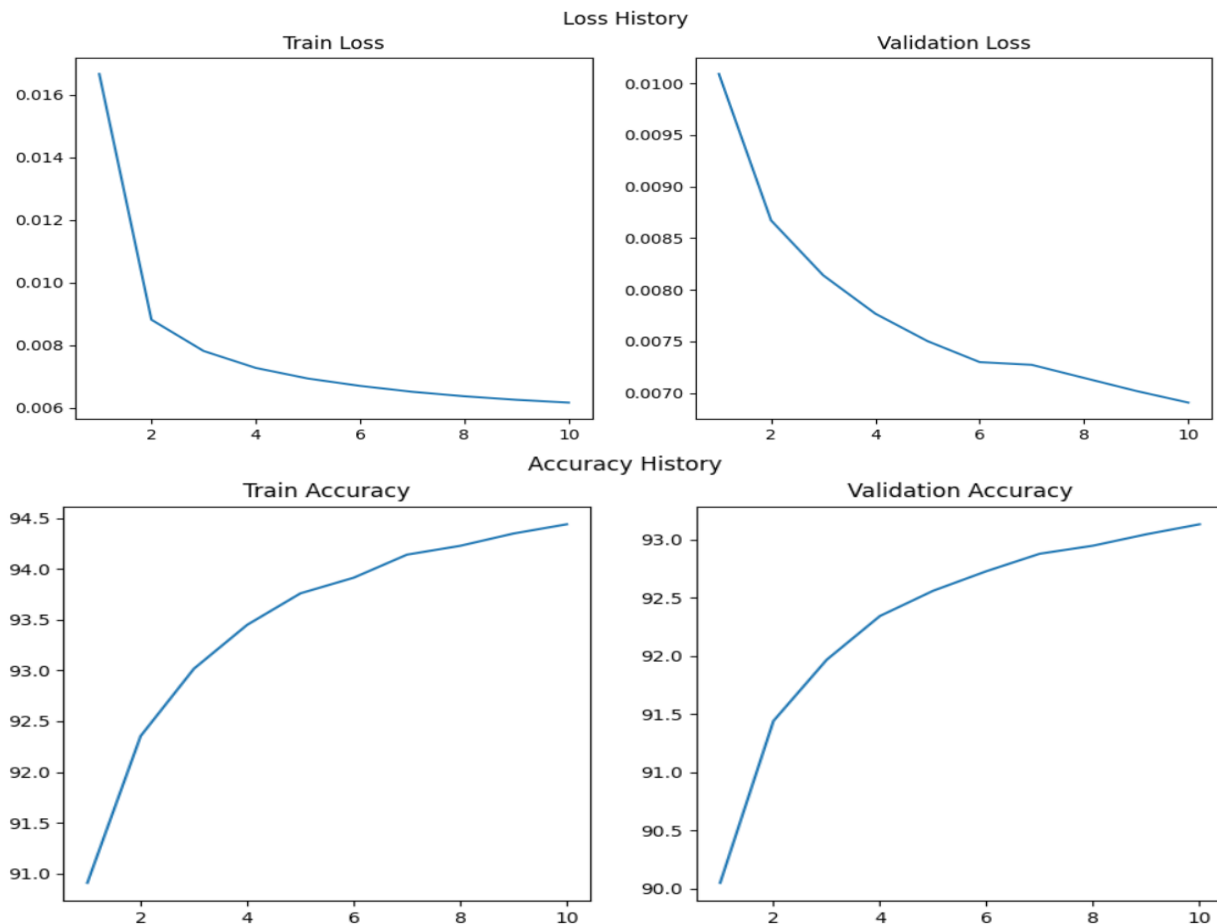 Loss History
Train Loss
Validation Loss
0.016
0.014
0.012
0.010
0.008
0.006
2 4 6 8 10
0.0100
0.0095
0.0090
0.0085
0.0080
0.0075
0.0070
2 4 6 8 10
Accuracy History
Train Accuracy
Validation Accuracy
94.5
94.0
93.5
93.0
92.5
92.0
91.5
91.0
2 4 6 8 10
93.0
92.5
92.0
91.5
91.0
90.5
90.0
2 4 6 8 10